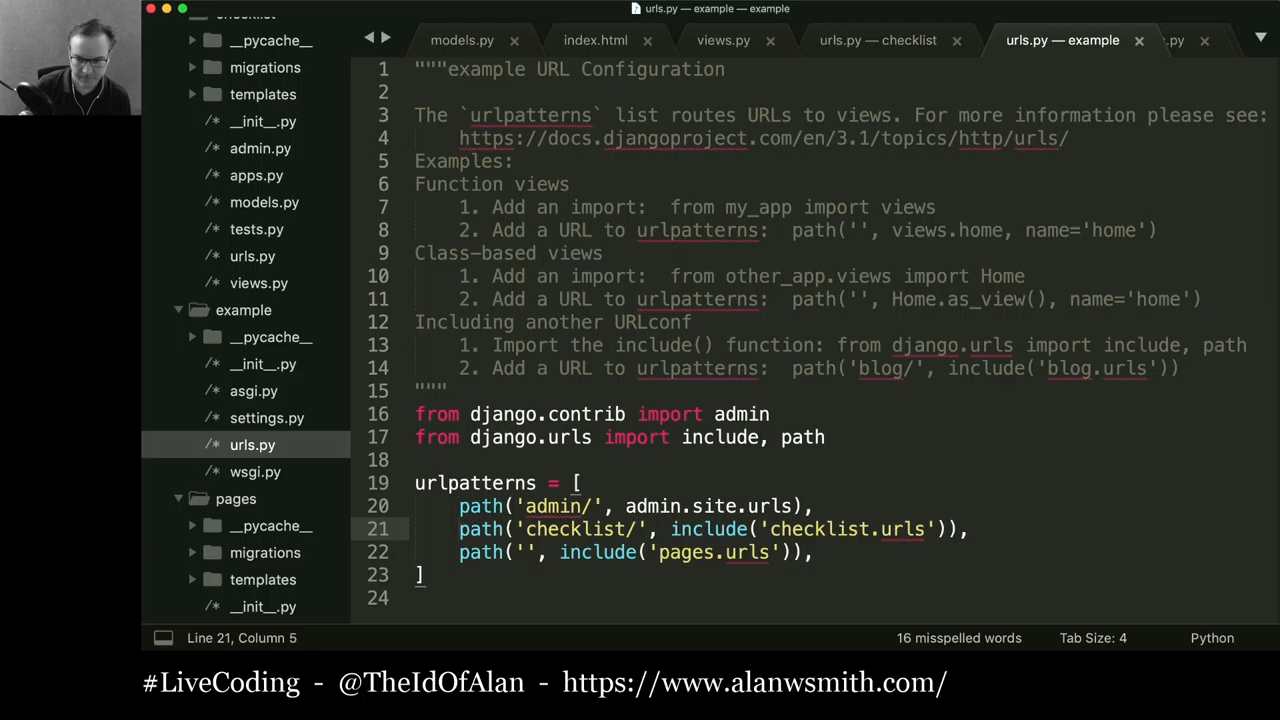 urls.py — example — example
models.py
index.html
views.py
urls.py — checklist
urls.py — example
.py
__pycache__
migrations
templates
__init__.py
admin.py
apps.py
models.py
tests.py
urls.py
views.py
example
__pycache__
__init__.py
asgi.py
settings.py
urls.py
wsgi.py
pages
__pycache__
migrations
templates
__init__.py
1 """example URL Configuration
2
3 The `urlpatterns` list routes URLs to views. For more information please see:
4     https://docs.djangoproject.com/en/3.1/topics/http/urls/
5 Examples:
6 Function views
7     1. Add an import:  from my_app import views
8     2. Add a URL to urlpatterns:  path('', views.home, name='home')
9 Class-based views
10     1. Add an import:  from other_app.views import Home
11     2. Add a URL to urlpatterns:  path('', Home.as_view(), name='home')
12 Including another URLconf
13     1. Import the include() function: from django.urls import include, path
14     2. Add a URL to urlpatterns:  path('blog/', include('blog.urls'))
15 """
16 from django.contrib import admin
17 from django.urls import include, path
18
19 urlpatterns = [
20     path('admin/', admin.site.urls),
21     path('checklist/', include('checklist.urls')),
22     path('', include('pages.urls')),
23 ]
24
Line 21, Column 5
16 misspelled words
Tab Size: 4
Python
#LiveCoding - @TheIdOfAlan - https://www.alanwsmith.com/